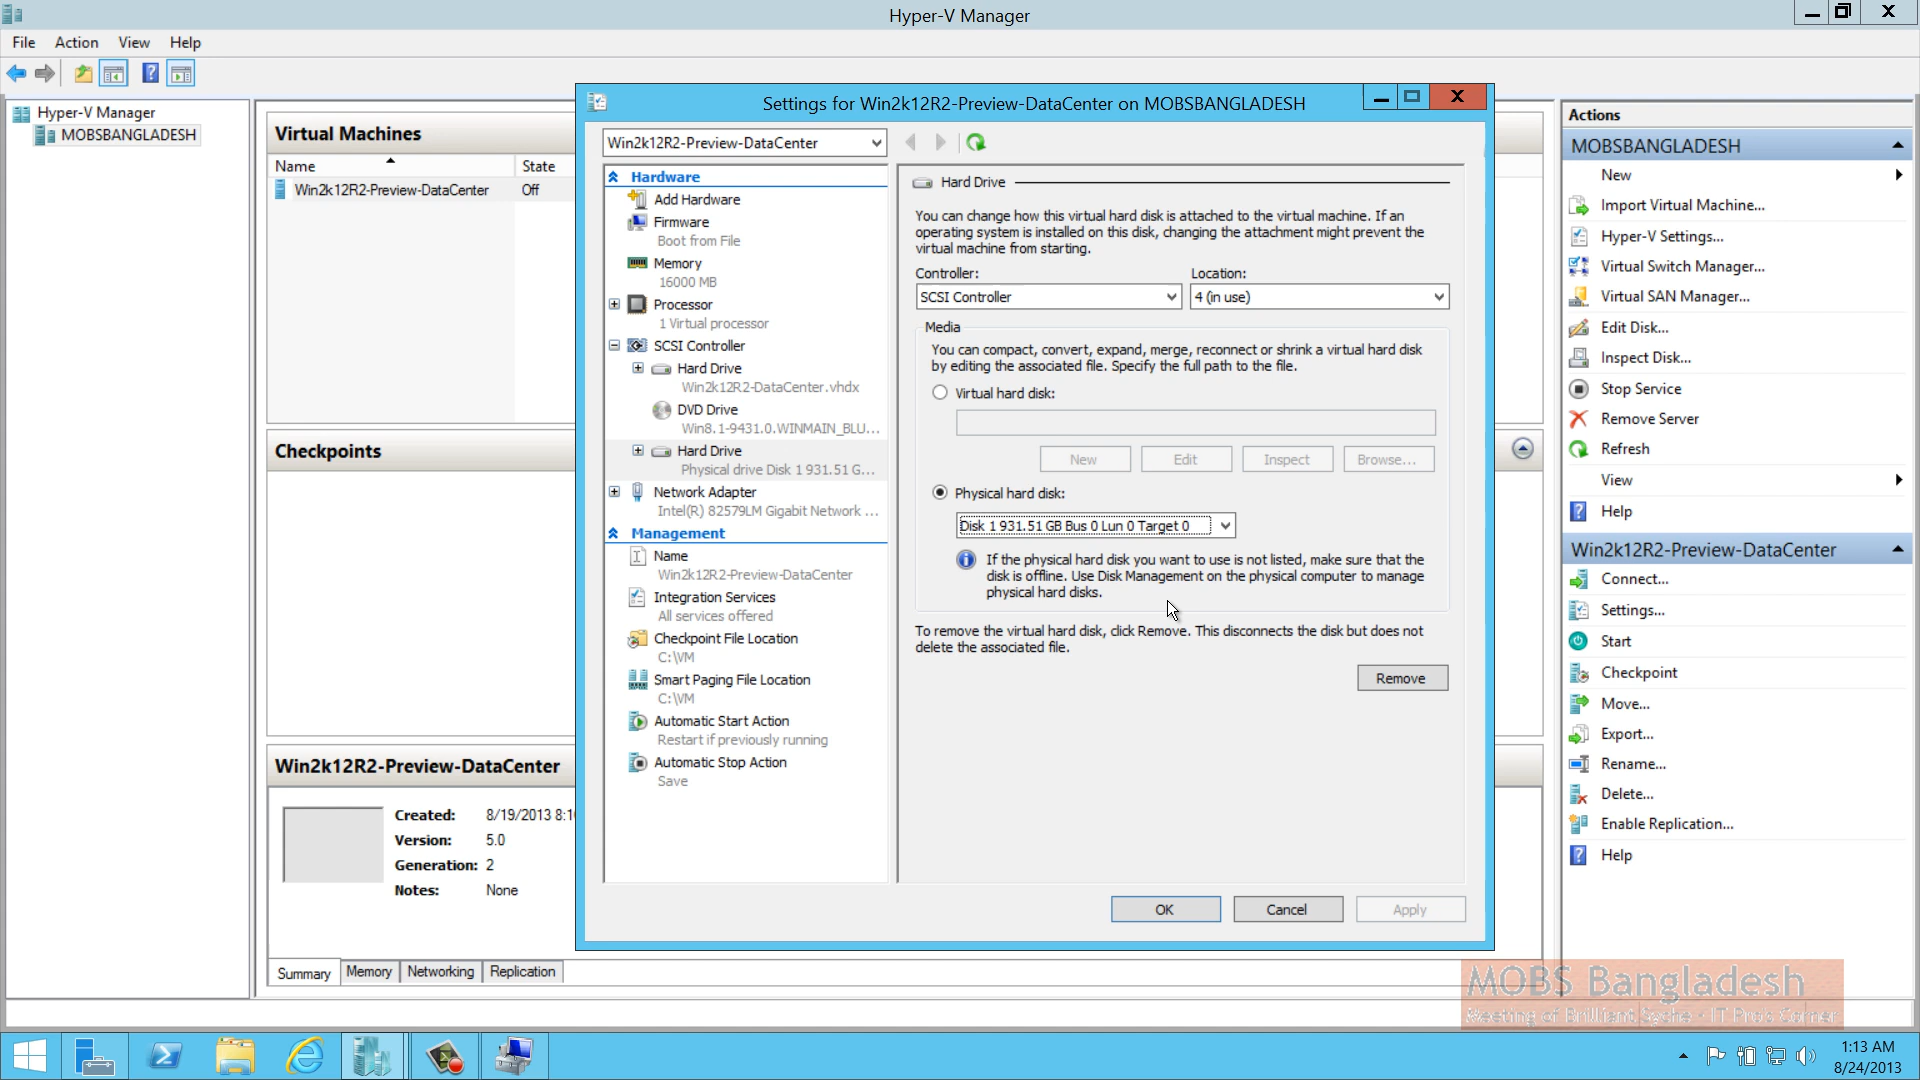 Hyper-V Manager
File Action View Help
Hyper-V Manager
MOBSBANGLADESH
Virtual Machines
Name State
Win2k12R2-Preview-DataCenter Off
Checkpoints
Win2k12R2-Preview-DataCenter
Created: 8/19/2013 8:1
Version: 5.0
Generation: 2
Notes: None
Summary Memory Networking Replication
Settings for Win2k12R2-Preview-DataCenter on MOBSBANGLADESH
Win2k12R2-Preview-DataCenter
Hardware
Add Hardware
Firmware
Boot from File
Memory
16000 MB
Processor
1 Virtual processor
SCSI Controller
Hard Drive
Win2k12R2-DataCenter.vhdx
DVD Drive
Win8.1-9431.0.WINMAIN_BLU...
Hard Drive
Physical drive Disk 1 931.51 G...
Network Adapter
Intel(R) 82579LM Gigabit Network ...
Management
Name
Win2k12R2-Preview-DataCenter
Integration Services
All services offered
Checkpoint File Location
C:\VM
Smart Paging File Location
C:\VM
Automatic Start Action
Restart if previously running
Automatic Stop Action
Save
Hard Drive
You can change how this virtual hard disk is attached to the virtual machine. If an
operating system is installed on this disk, changing the attachment might prevent the
virtual machine from starting.
Controller: Location:
SCSI Controller 4 (in use)
Media
You can compact, convert, expand, merge, reconnect or shrink a virtual hard disk
by editing the associated file. Specify the full path to the file.
Virtual hard disk:
New Edit Inspect Browse...
Physical hard disk:
Disk 1 931.51 GB Bus 0 Lun 0 Target 0
If the physical hard disk you want to use is not listed, make sure that the
disk is offline. Use Disk Management on the physical computer to manage
physical hard disks.
To remove the virtual hard disk, click Remove. This disconnects the disk but does not
delete the associated file.
Remove
OK Cancel Apply
Actions
MOBSBANGLADESH
New
Import Virtual Machine...
Hyper-V Settings...
Virtual Switch Manager...
Virtual SAN Manager...
Edit Disk...
Inspect Disk...
Stop Service
Remove Server
Refresh
View
Help
Win2k12R2-Preview-DataCenter
Connect...
Settings...
Start
Checkpoint
Move...
Export...
Rename...
Delete...
Enable Replication...
Help
MOBS Bangladesh
Meeting of Brilliant Syche - IT Pros Corner
1:13 AM
8/24/2013